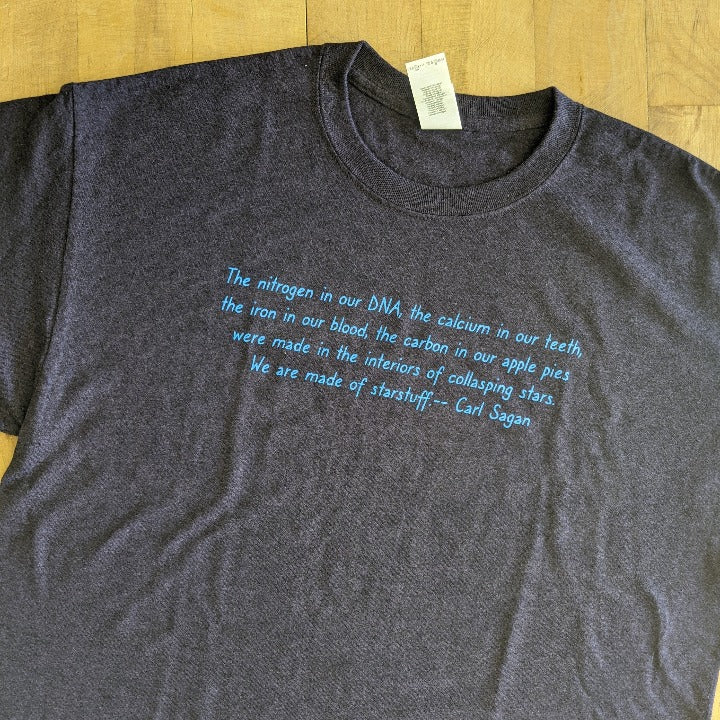 The nitrogen in our DNA, the calcium in our teeth,
the iron in our blood, the carbon in our apple pies
were made in the interiors of collasping stars.
We are made of starstuff-- Carl Sagan